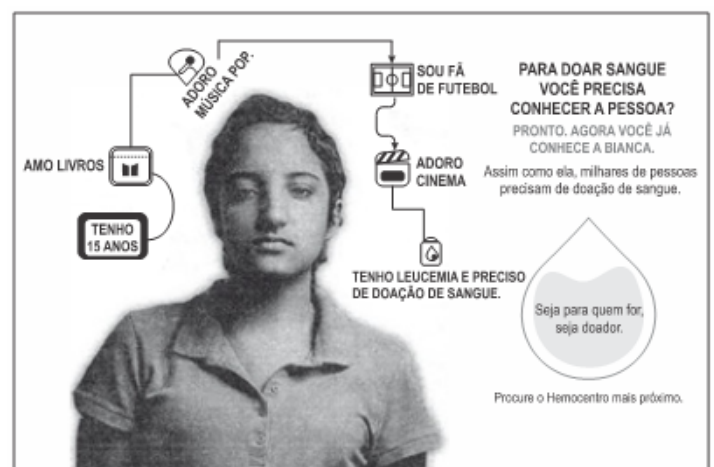 TENHO
15 ANOS
AMO LIVROS
ADORO
MÚSICA POP.
SOU FÃ
DE FUTEBOL
ADORO
CINEMA
TENHO LEUCEMIA E PRECISO
DE DOAÇÃO DE SANGUE.
PARA DOAR SANGUE
VOCÊ PRECISA
CONHECER A PESSOA?
PRONTO. AGORA VOCÊ JÁ
CONHECE A BIANCA.
Assim como ela, milhares de pessoas
precisam de doação de sangue.
Seja para quem for,
seja doador.
Procure o Hemocentro mais próximo.